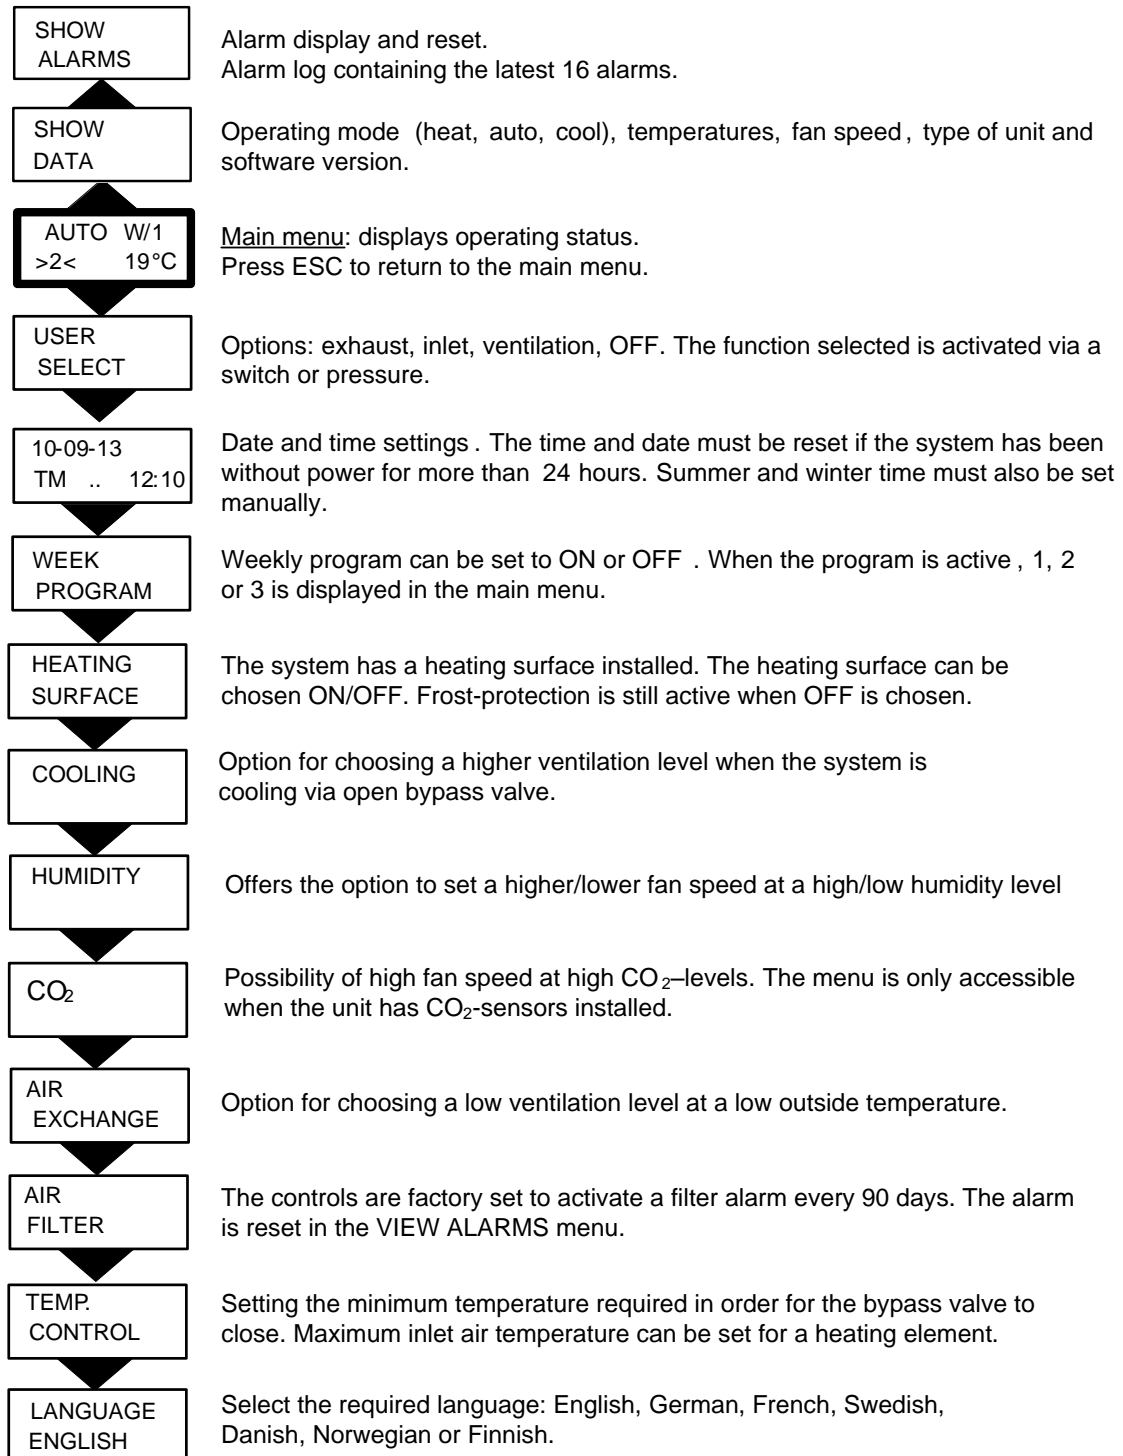 SHOW
ALARMS
Alarm display and reset.
Alarm log containing the latest 16 alarms.
SHOW
DATA
Operating mode (heat, auto, cool), temperatures, fan speed, type of unit and
software version.
AUTO W/1
>2< 19°C
Main menu: displays operating status.
Press ESC to return to the main menu.
USER
SELECT
Options: exhaust, inlet, ventilation, OFF. The function selected is activated via a
switch or pressure.
10-09-13
TM .. 12:10
Date and time settings. The time and date must be reset if the system has been
without power for more than 24 hours. Summer and winter time must also be set
manually.
WEEK
PROGRAM
Weekly program can be set to ON or OFF. When the program is active, 1, 2
or 3 is displayed in the main menu.
HEATING
SURFACE
The system has a heating surface installed. The heating surface can be
chosen ON/OFF. Frost-protection is still active when OFF is chosen.
COOLING
Option for choosing a higher ventilation level when the system is
cooling via open bypass valve.
HUMIDITY
Offers the option to set a higher/lower fan speed at a high/low humidity level
CO₂
Possibility of high fan speed at high CO₂–levels. The menu is only accessible
when the unit has CO₂-sensors installed.
AIR
EXCHANGE
Option for choosing a low ventilation level at a low outside temperature.
AIR
FILTER
The controls are factory set to activate a filter alarm every 90 days. The alarm
is reset in the VIEW ALARMS menu.
TEMP.
CONTROL
Setting the minimum temperature required in order for the bypass valve to
close. Maximum inlet air temperature can be set for a heating element.
LANGUAGE
ENGLISH
Select the required language: English, German, French, Swedish,
Danish, Norwegian or Finnish.